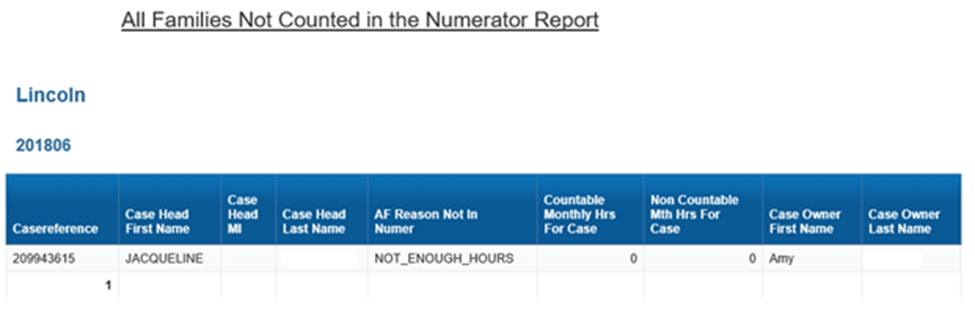 All Families Not Counted in the Numerator Report
Lincoln
201806
Casereference Case Head First Name Case Head MI Case Head Last Name AF Reason Not In Numer Countable Monthly Hrs For Case Non Countable Mth Hrs For Case Case Owner First Name Case Owner Last Name
209943615 JACQUELINE NOT_ENOUGH_HOURS 0 0 Amy
1